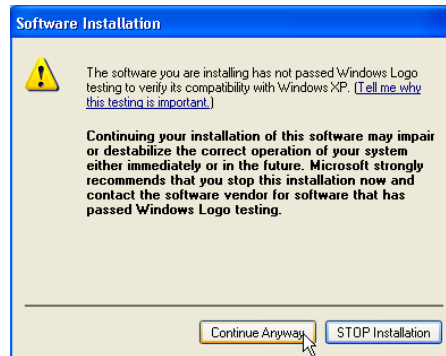 Software Installation
The software you are installing has not passed Windows Logo
testing to verify its compatibility with Windows XP. (Tell me why
this testing is important.)
Continuing your installation of this software may impair
or destabilize the correct operation of your system
either immediately or in the future. Microsoft strongly
recommends that you stop this installation now and
contact the software vendor for software that has
passed Windows Logo testing.
Continue Anyway STOP Installation